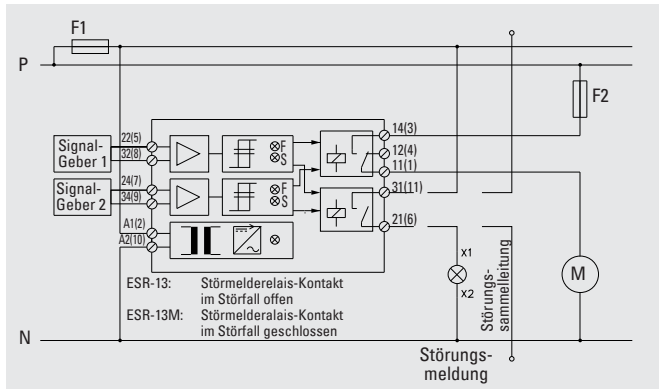 F1
P
F2
14(3)
22(5)
12(4)
Signal-
Geber 1
32(8)
F
S
11(1)
31(11)
24(7)
Signal-
Geber 2
34(9)
F
S
21(6)
A1(2)
A2(10)
x1
x2
M
Störungs-
sammelleitung
ESR-13: Störmelderelais-Kontakt
im Störfall offen
ESR-13M: Störmelderalais-Kontakt
im Störfall geschlossen
N
Störungs-
meldung